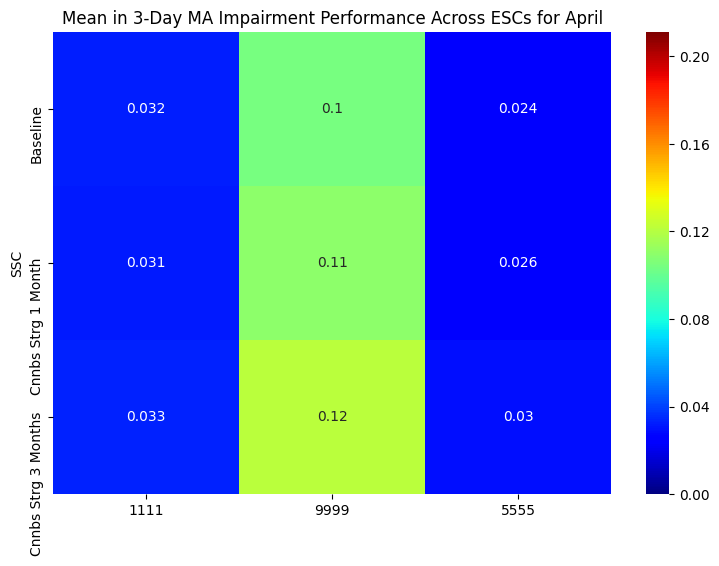 Mean in 3-Day MA Impairment Performance Across ESCs for April
SSC
Baseline
0.032 0.1 0.024
Cnnbs Strg 1 Month
0.031 0.11 0.026
Cnnbs Strg 3 Months
0.033 0.12 0.03
1111 9999 5555
0.20
0.16
0.12
0.08
0.04
0.00